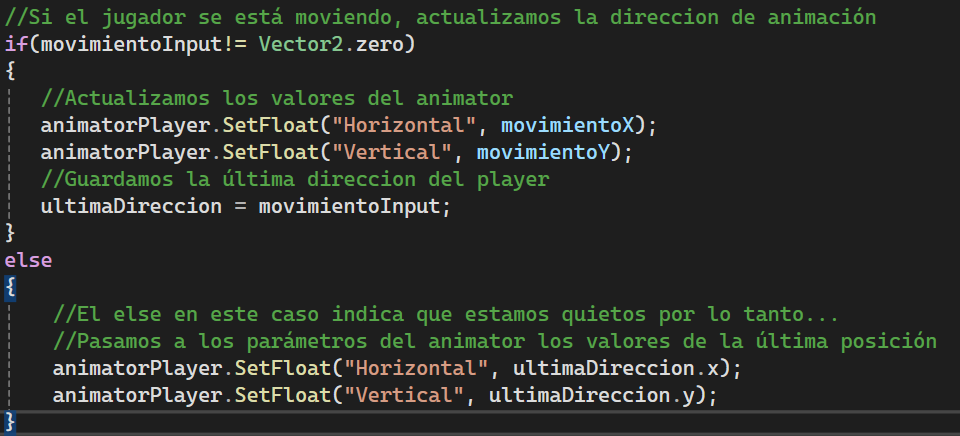 //Si el jugador se está moviendo, actualizamos la direccion de animación
if(movimientoInput!= Vector2.zero)
{
//Actualizamos los valores del animator
animatorPlayer.SetFloat("Horizontal", movimientoX);
animatorPlayer.SetFloat("Vertical", movimientoY);
//Guardamos la última direccion del player
ultimaDireccion = movimientoInput;
}
else
{
//El else en este caso indica que estamos quietos por lo tanto...
//Pasamos a los parámetros del animator los valores de la última posición
animatorPlayer.SetFloat("Horizontal", ultimaDireccion.x);
animatorPlayer.SetFloat("Vertical", ultimaDireccion.y);
}